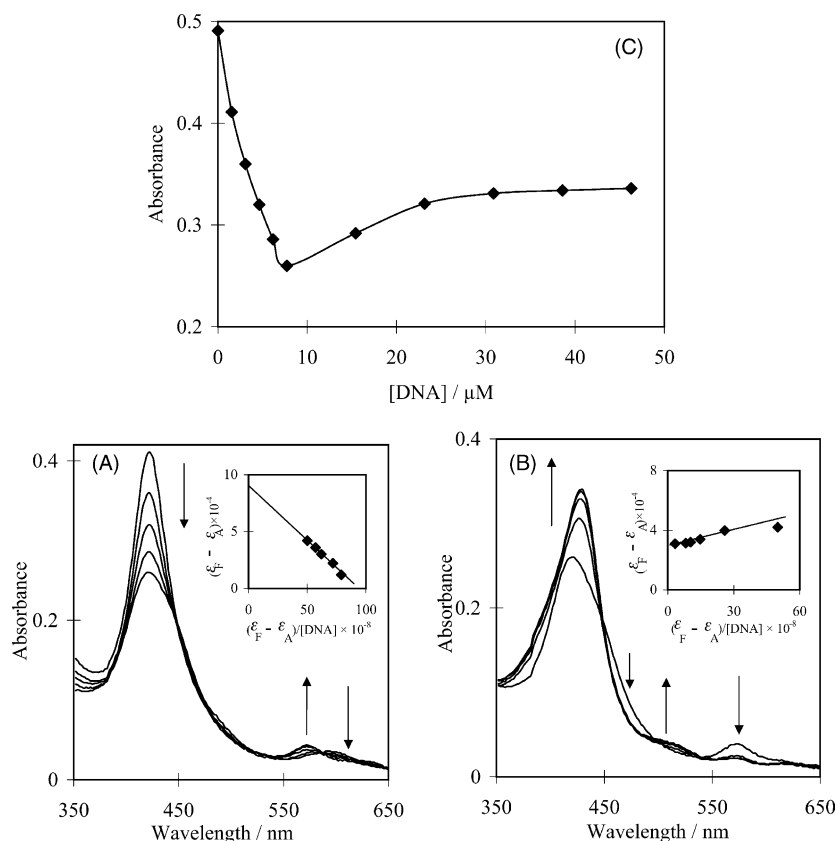 (C)
Absorbance
0.5
0.4
0.3
0.2
0 10 20 30 40 50
[DNA] / µM
(A)
Absorbance
0.4
0.2
0
350 450 550 650
Wavelength / nm
(ε_F - ε_A)×10⁻⁴
10
5
0
0 50 100
(ε_F - ε_A)/[DNA] × 10⁻⁸
(B)
Absorbance
0.4
0.2
0
350 450 550 650
Wavelength / nm
(ε_F - ε_A)×10⁻⁴
8
4
0
0 30 60
(ε_F - ε_A)/[DNA] × 10⁻⁸